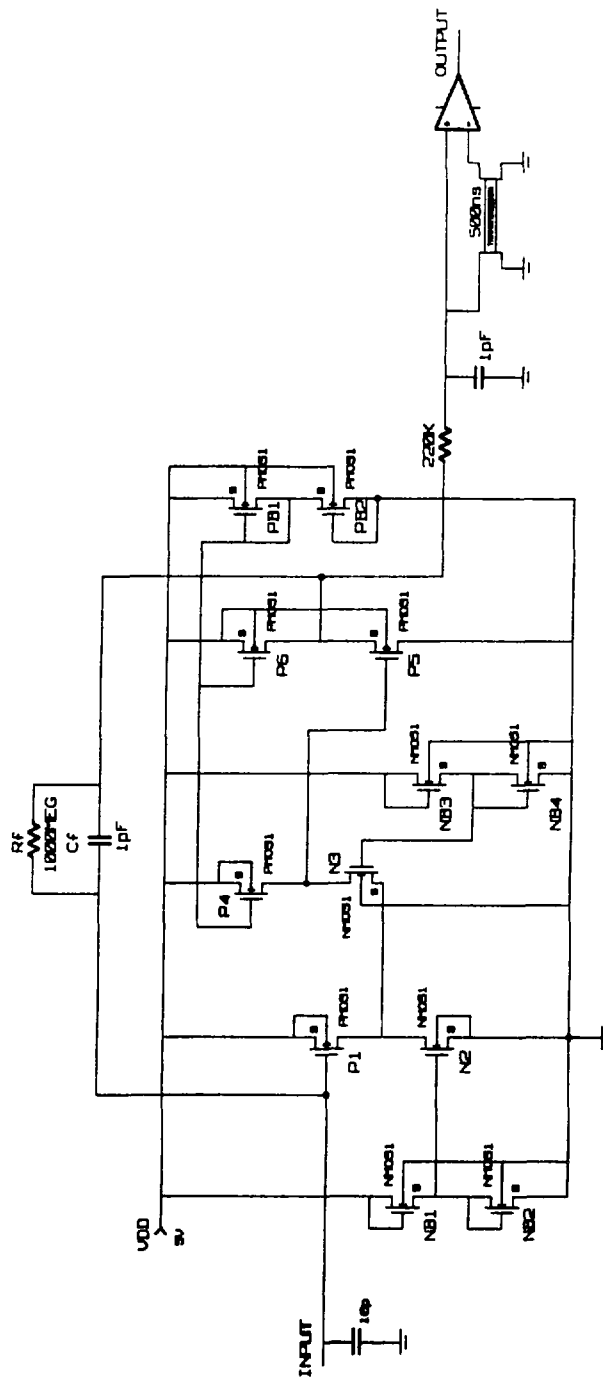 Rf
1000MEG
Cf
1pF
VDD
5V
INPUT
10p
P1
S
PMOS1
P4
S
PMOS1
P6
S
PMOS1
P5
S
PMOS1
PB1
S
PMOS1
PB2
S
PMOS1
NB1
S
NMOS1
NB2
S
NMOS1
N2
S
NMOS1
N3
S
NMOS1
NB3
S
NMOS1
NB4
S
NMOS1
220K
1pF
500ns
OUTPUT